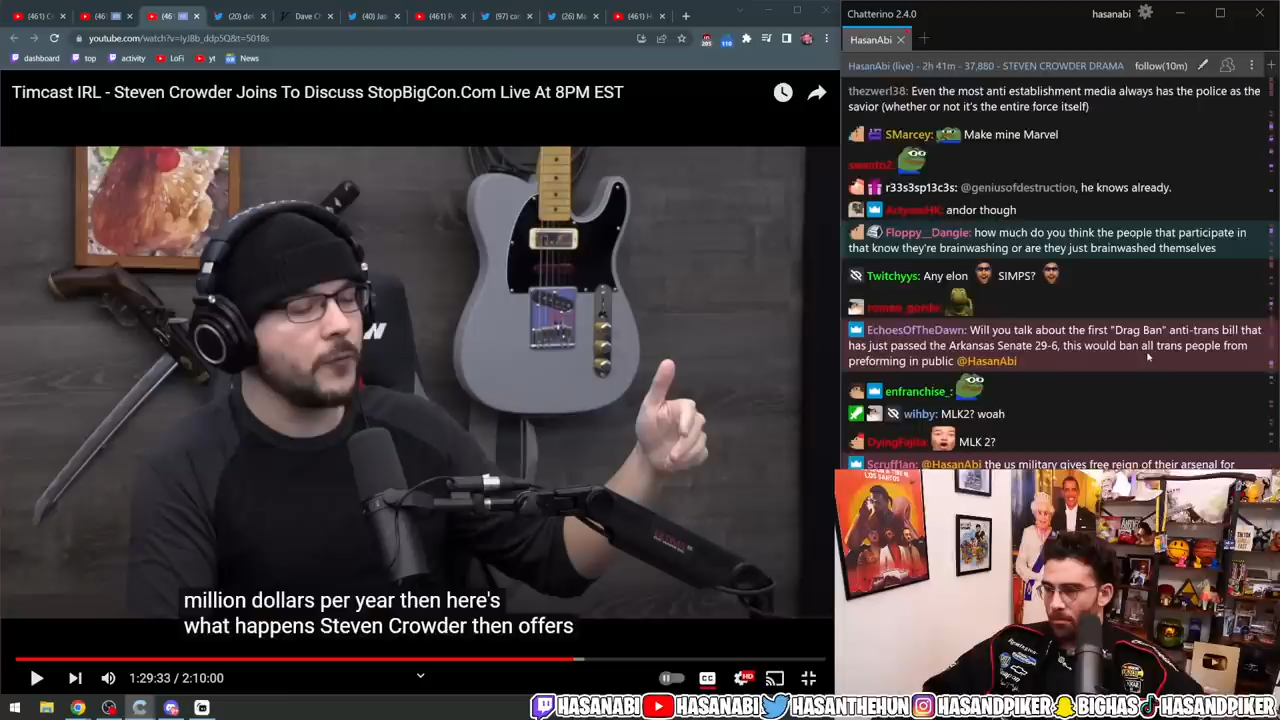 dashboard
top
activity
LoFi
yt
News
youtube.com/watch?v=IyJ8b_ddp5Q&t=5018s
Timcast IRL - Steven Crowder Joins To Discuss StopBigCon.Com Live At 8PM EST
million dollars per year then here's
what happens Steven Crowder then offers
1:29:33 / 2:10:00
Chatterino 2.4.0
hasanabi
HasanAbi
HasanAbi (live) - 2h 41m - 37,880 - STEVEN CROWDER DRAMA
follow(10m)
thezwerl38: Even the most anti establishment media always has the police as the
savior (whether or not it's the entire force itself)
SMarcey: Make mine Marvel
r33s3sp13c3s: @geniusofdestruction, he knows already.
andor though
Floppy__Dangle: how much do you think the people that participate in
that know they're brainwashing or are they just brainwashed themselves
Twitchyys: Any elon SIMPS?
EchoesOfTheDawn: Will you talk about the first "Drag Ban" anti-trans bill that
has just passed the Arkansas Senate 29-6, this would ban all trans people from
preforming in public @HasanAbi
enfranchise_:
wihby: MLK2? woah
DyingFajita: MLK 2?
Scruff1an: @HasanAbi the us military gives free reign of their arsenal for
HASANABI HASANABI HASANTHEHUN HASANDPIKER BIGHAS HASANDPIKER